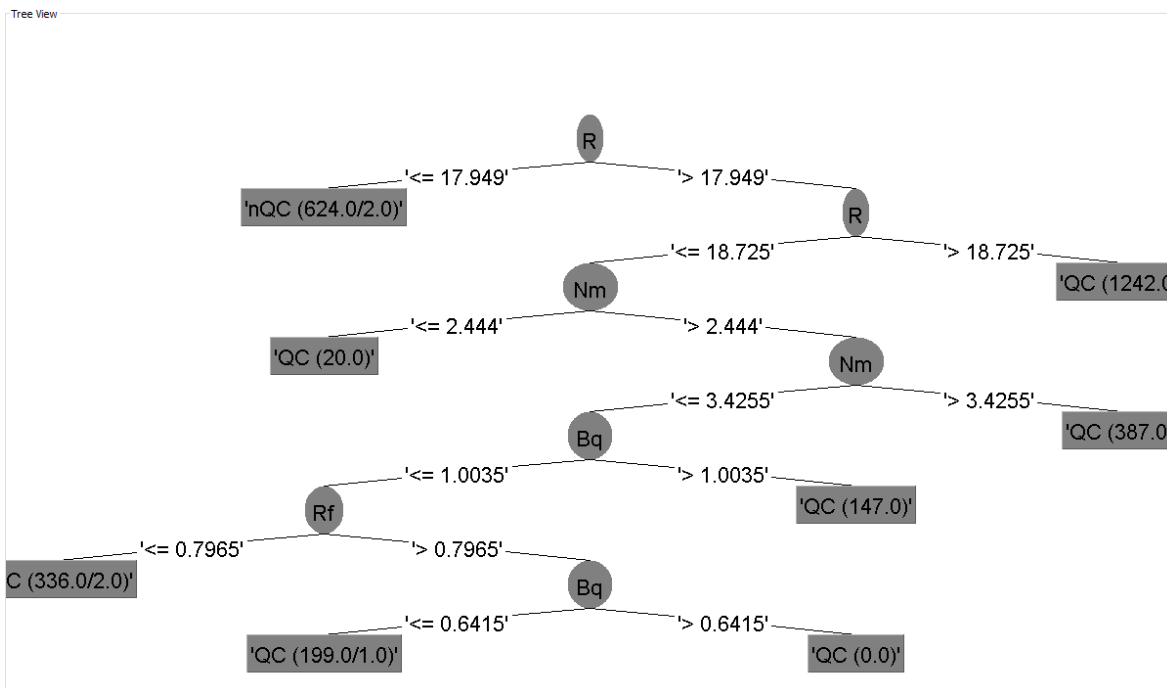 Tree View
R
'<= 17.949' '> 17.949'
'nQC (624.0/2.0)' R
'<= 18.725' '> 18.725'
Nm 'QC (1242.0
'<= 2.444' '> 2.444'
'QC (20.0)' Nm
'<= 3.4255' '> 3.4255'
Bq 'QC (387.0
'<= 1.0035' '> 1.0035'
Rf 'QC (147.0)'
'<= 0.7965' '> 0.7965'
C (336.0/2.0)' Bq
'<= 0.6415' '> 0.6415'
'QC (199.0/1.0)' 'QC (0.0)'